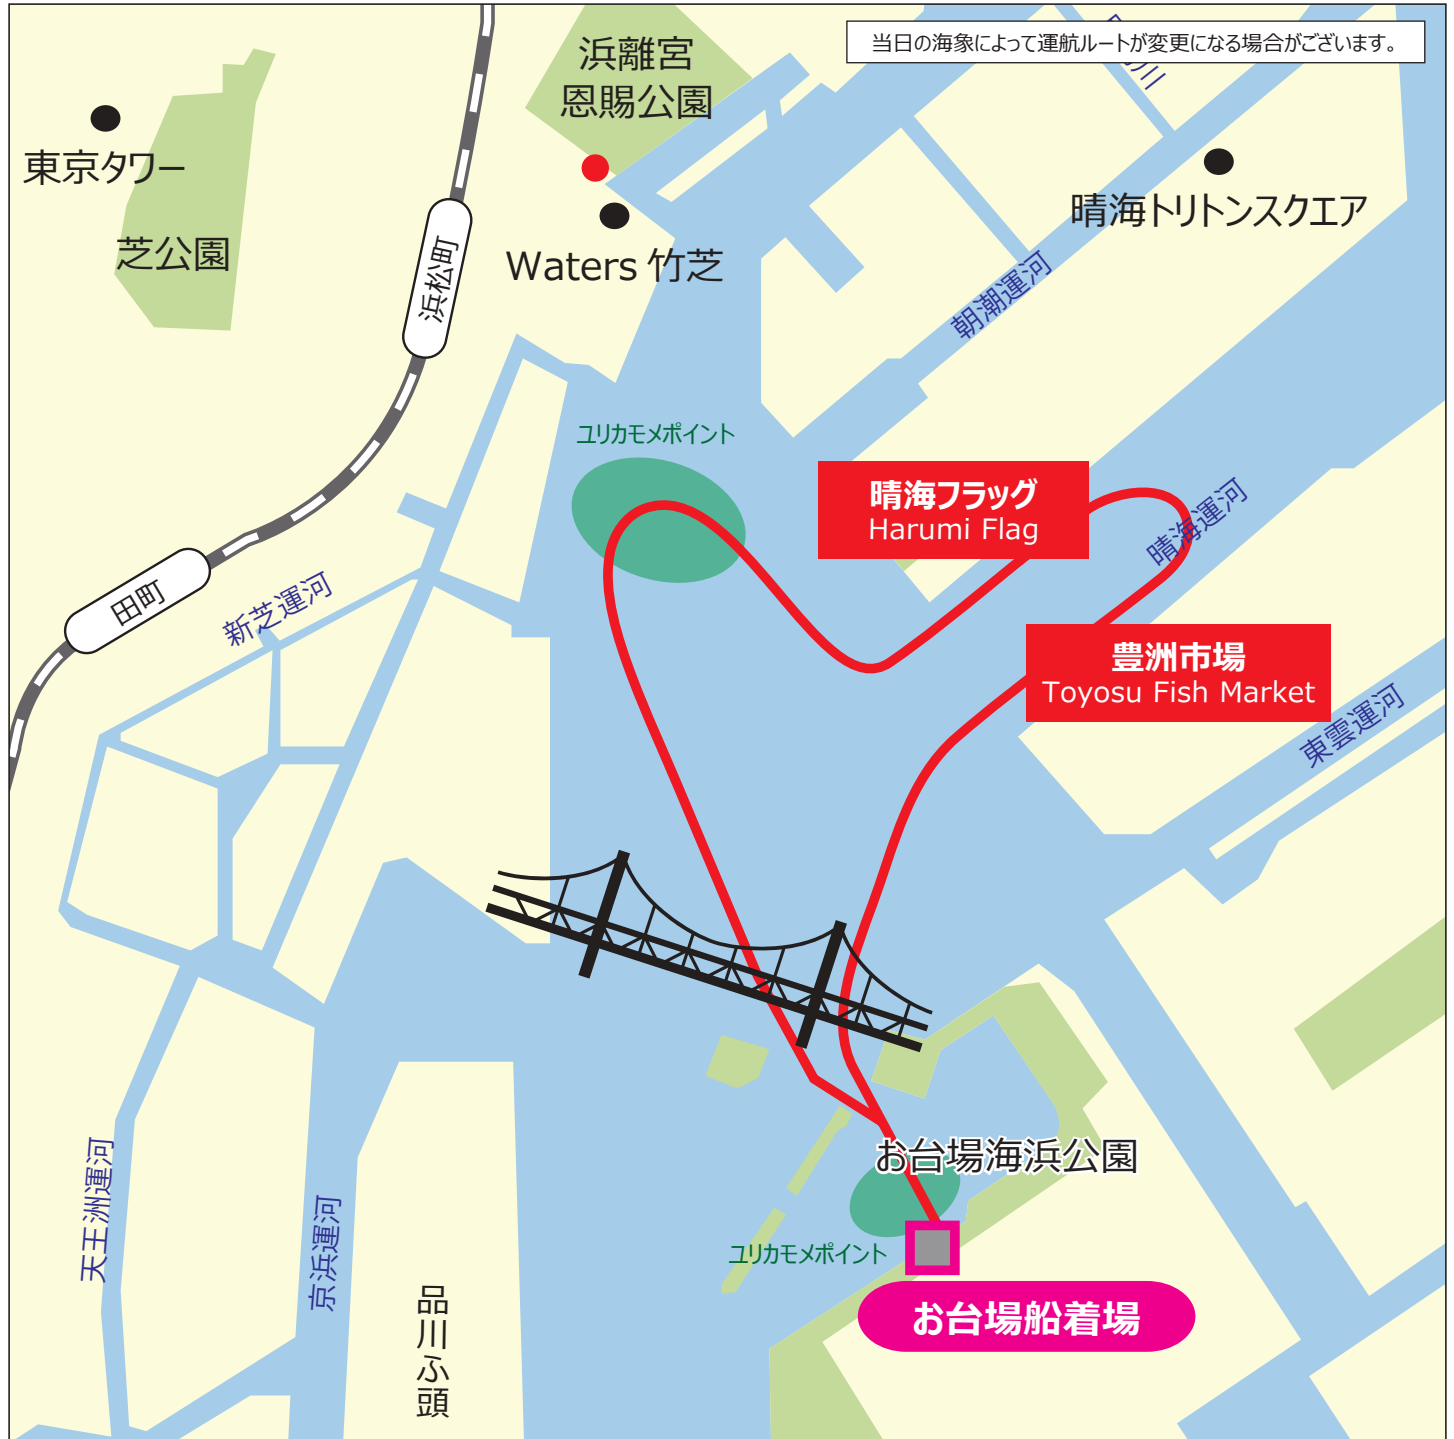 当日の海象によって運航ルートが変更になる場合がございます。
浜離宮
恩賜公園
東京タワー
芝公園
浜松町
Waters 竹芝
晴海トリトンスクエア
朝潮運河
ユリカモメポイント
晴海フラッグ
Harumi Flag
晴海運河
田町
新芝運河
豊洲市場
Toyosu Fish Market
東雲運河
お台場海浜公園
天王洲運河
京浜運河
ユリカモメポイント
品川ふ頭
お台場船着場